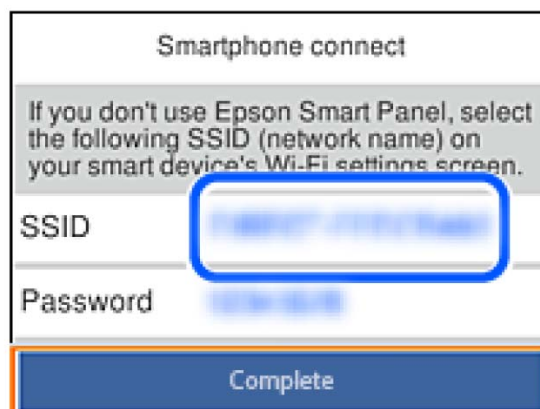 Smartphone connect
If you don't use Epson Smart Panel, select
the following SSID (network name) on
your smart device's Wi-Fi settings screen.
SSID
Password
Complete